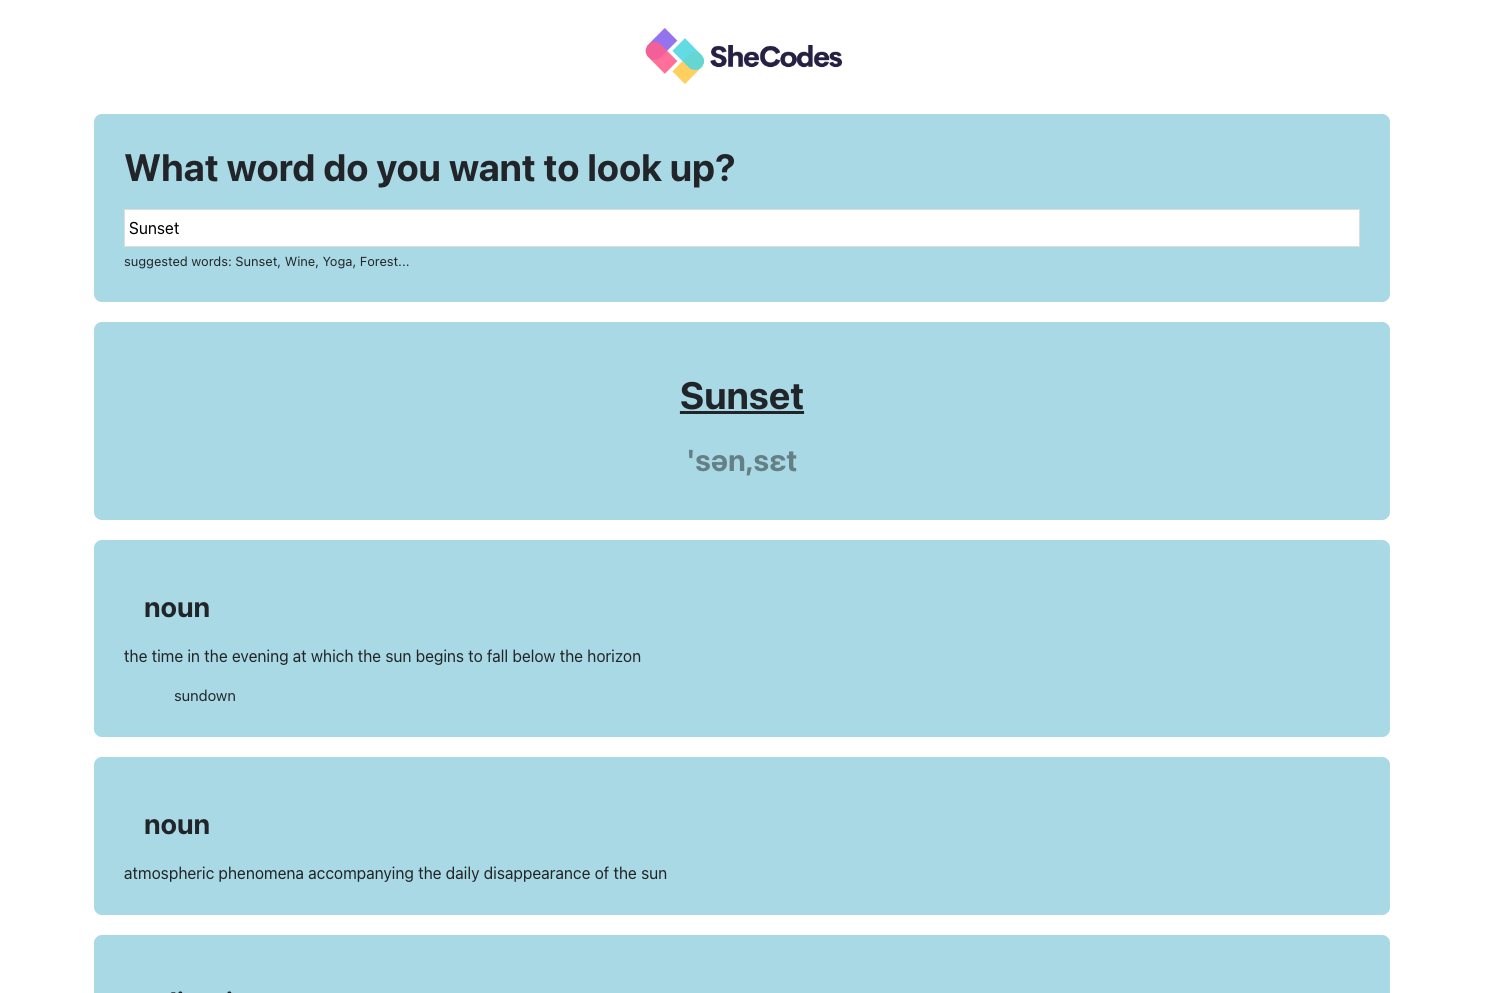 SheCodes
What word do you want to look up?
Sunset
suggested words: Sunset, Wine, Yoga, Forest...
Sunset
'sən,sɛt
noun
the time in the evening at which the sun begins to fall below the horizon
sundown
noun
atmospheric phenomena accompanying the daily disappearance of the sun